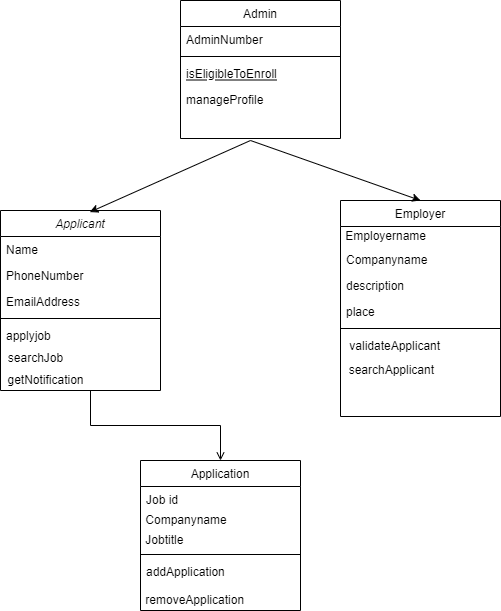 Admin
AdminNumber
isEligibleToEnroll
manageProfile
Applicant
Name
PhoneNumber
EmailAddress
applyjob
searchJob
getNotification
Employer
Employername
Companyname
description
place
validateApplicant
searchApplicant
Application
Job id
Companyname
Jobtitle
addApplication
removeApplication